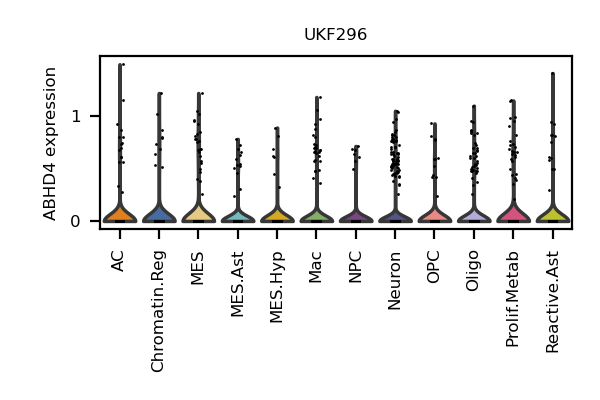 UKF296
ABHD4 expression
1
0
AC
Chromatin.Reg
MES
MES.Ast
MES.Hyp
Mac
NPC
Neuron
OPC
Oligo
Prolif.Metab
Reactive.Ast